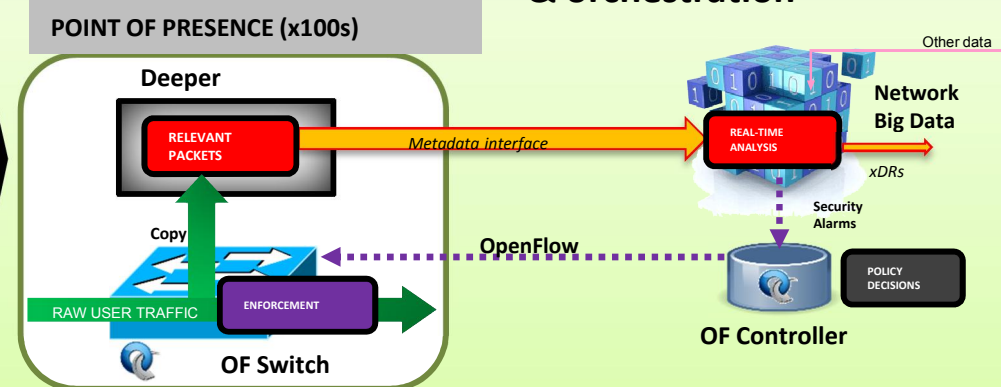 & Orchestration
POINT OF PRESENCE (x100s)
Other data
Deeper
Network
Big Data
RELEVANT
PACKETS
Metadata interface
REAL-TIME
ANALYSIS
xDRs
Security
Alarms
Copy
OpenFlow
POLICY
DECISIONS
RAW USER TRAFFIC
ENFORCEMENT
OF Controller
OF Switch